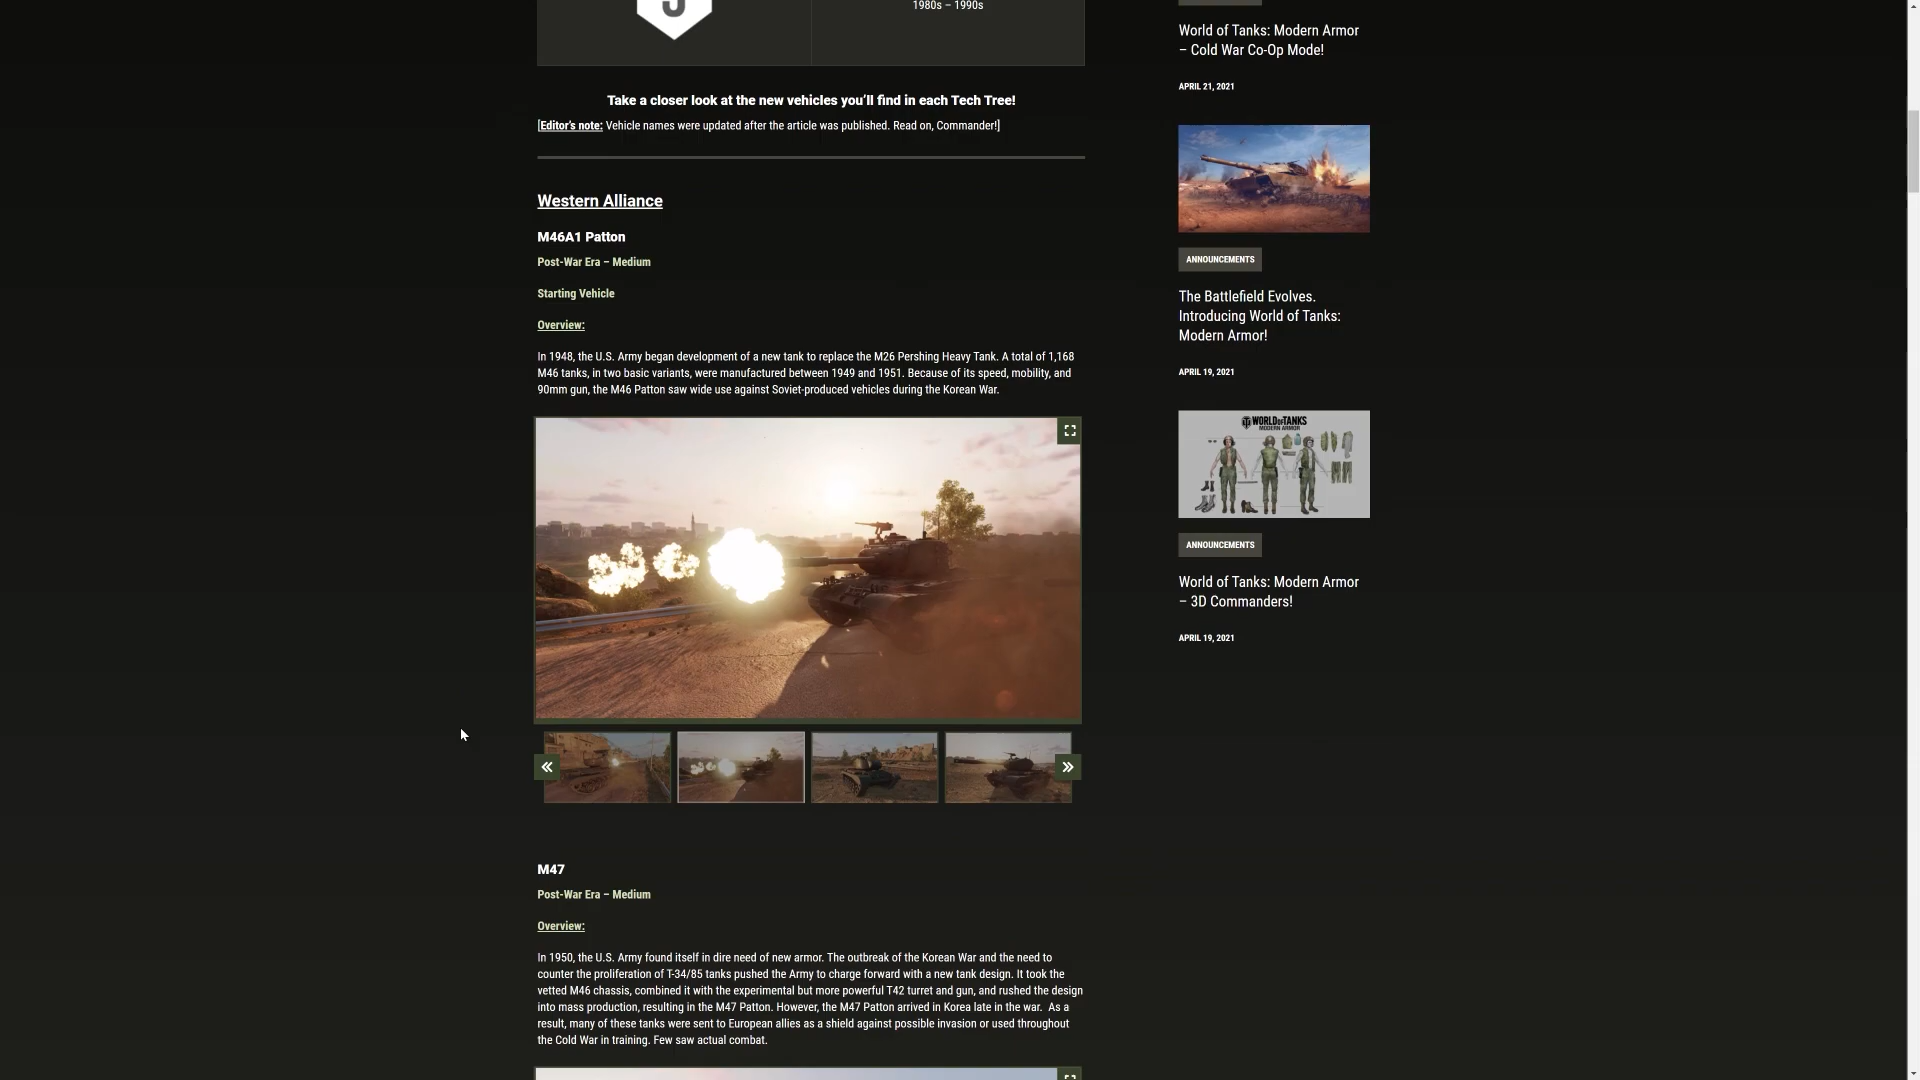 1980s – 1990s
Take a closer look at the new vehicles you'll find in each Tech Tree!
[Editor's note: Vehicle names were updated after the article was published. Read on, Commander!]
Western Alliance
M46A1 Patton
Post-War Era – Medium
Starting Vehicle
Overview:
In 1948, the U.S. Army began development of a new tank to replace the M26 Pershing Heavy Tank. A total of 1,168
M46 tanks, in two basic variants, were manufactured between 1949 and 1951. Because of its speed, mobility, and
90mm gun, the M46 Patton saw wide use against Soviet-produced vehicles during the Korean War.
M47
Post-War Era – Medium
Overview:
In 1950, the U.S. Army found itself in dire need of new armor. The outbreak of the Korean War and the need to
counter the proliferation of T-34/85 tanks pushed the Army to charge forward with a new tank design. It took the
vetted M46 chassis, combined it with the experimental but more powerful T42 turret and gun, and rushed the design
into mass production, resulting in the M47 Patton. However, the M47 Patton arrived in Korea late in the war.  As a
result, many of these tanks were sent to European allies as a shield against possible invasion or used throughout
the Cold War in training. Few saw actual combat.
World of Tanks: Modern Armor
– Cold War Co-Op Mode!
APRIL 21, 2021
ANNOUNCEMENTS
The Battlefield Evolves.
Introducing World of Tanks:
Modern Armor!
APRIL 19, 2021
WORLD OF TANKS
MODERN ARMOR
ANNOUNCEMENTS
World of Tanks: Modern Armor
– 3D Commanders!
APRIL 19, 2021